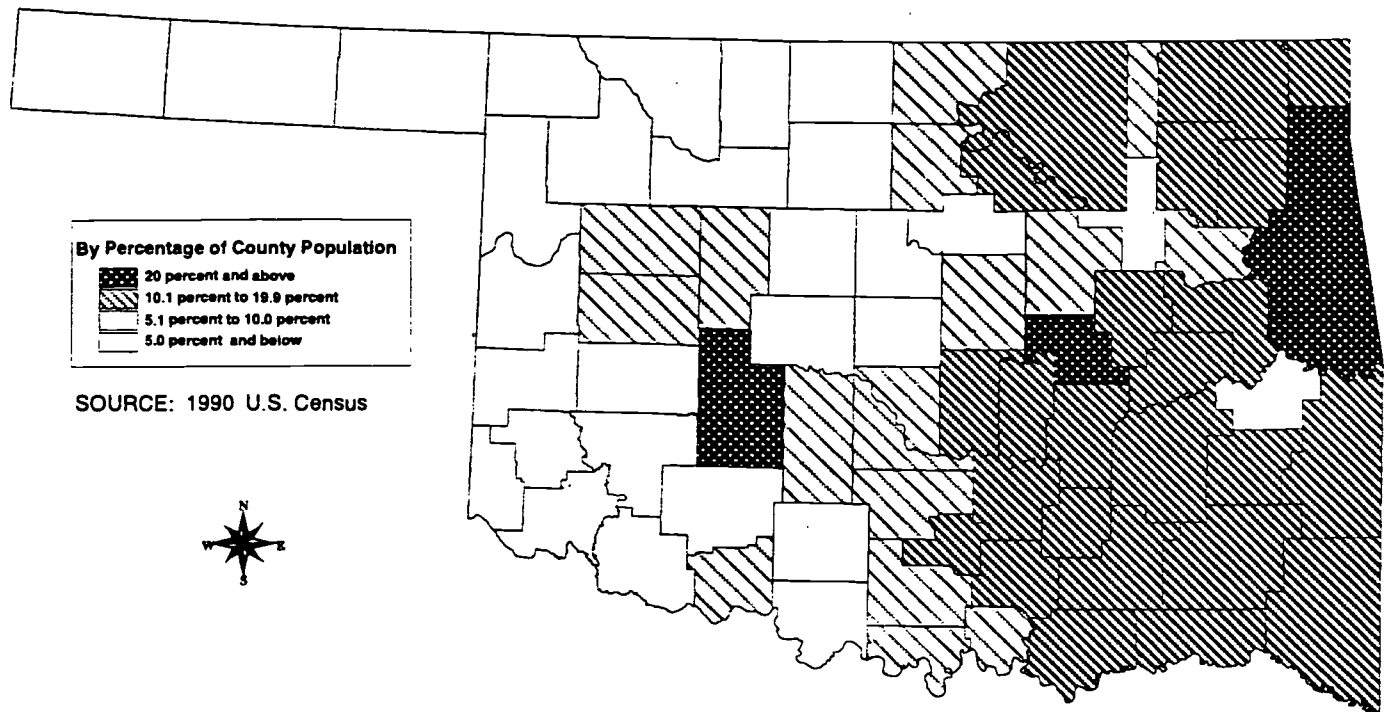 By Percentage of County Population
20 percent and above
10.1 percent to 19.9 percent
5.1 percent to 10.0 percent
5.0 percent and below
SOURCE: 1990 U.S. Census
N
W E
S